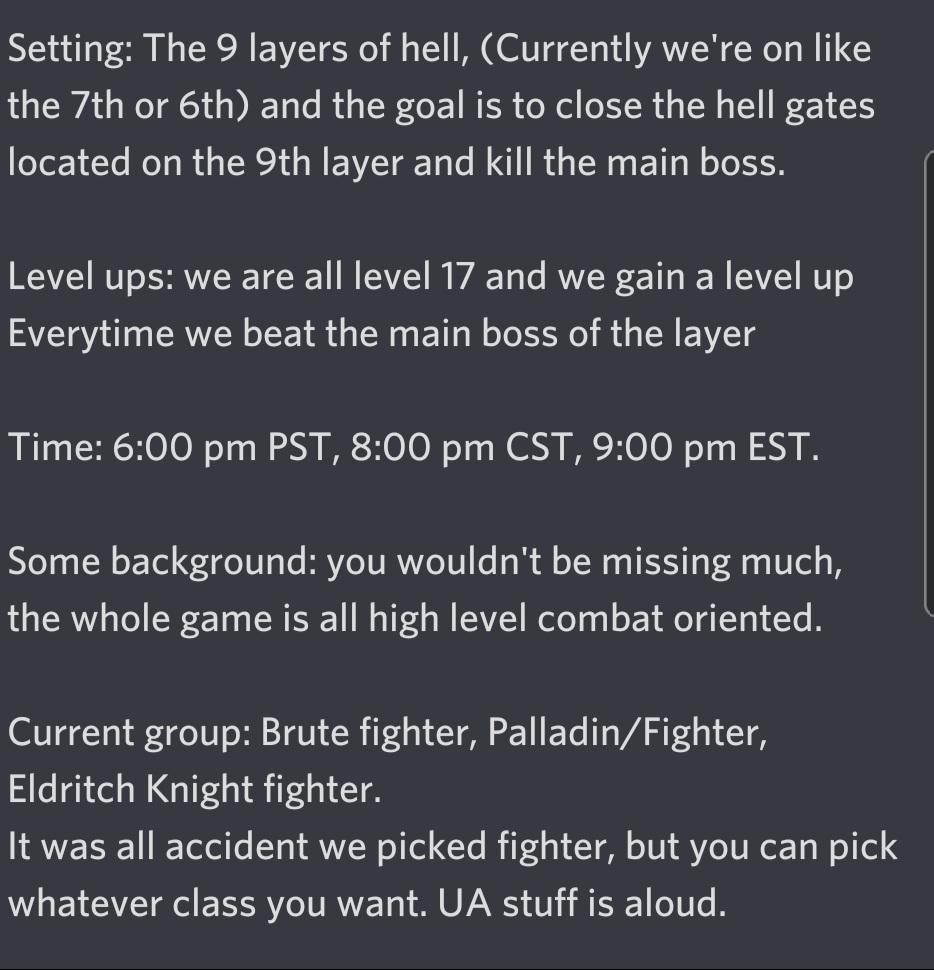 Setting: The 9 layers of hell, (Currently we're on like
the 7th or 6th) and the goal is to close the hell gates
located on the 9th layer and kill the main boss.
Level ups: we are all level 17 and we gain a level up
Everytime we beat the main boss of the layer
Time: 6:00 pm PST, 8:00 pm CST, 9:00 pm EST.
Some background: you wouldn't be missing much,
the whole game is all high level combat oriented.
Current group: Brute fighter, Palladin/Fighter,
Eldritch Knight fighter.
It was all accident we picked fighter, but you can pick
whatever class you want. UA stuff is aloud.